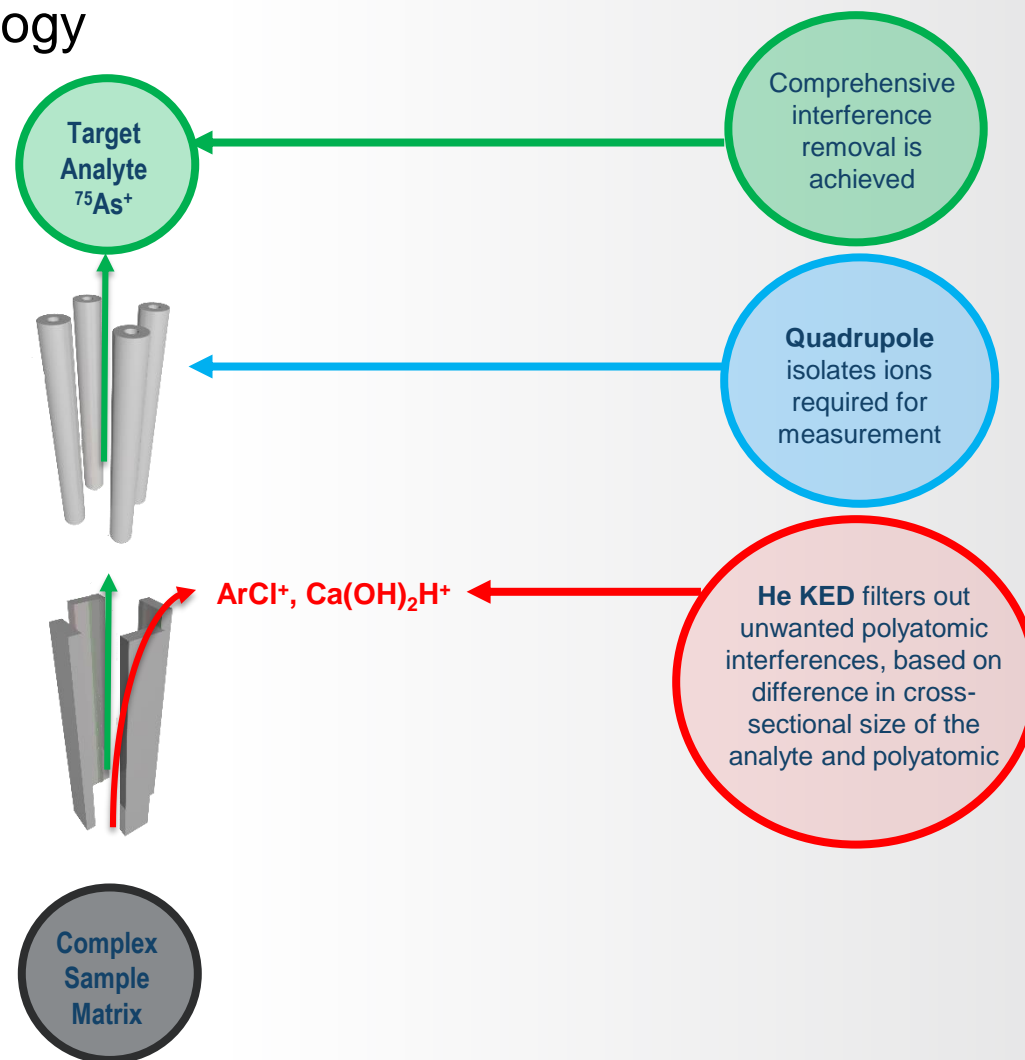 ogy
Target
Analyte
⁷⁵As⁺
Comprehensive
interference
removal is
achieved
Quadrupole
isolates ions
required for
measurement
ArCl⁺, Ca(OH)₂H⁺
He KED filters out
unwanted polyatomic
interferences, based on
difference in cross-
sectional size of the
analyte and polyatomic
Complex
Sample
Matrix